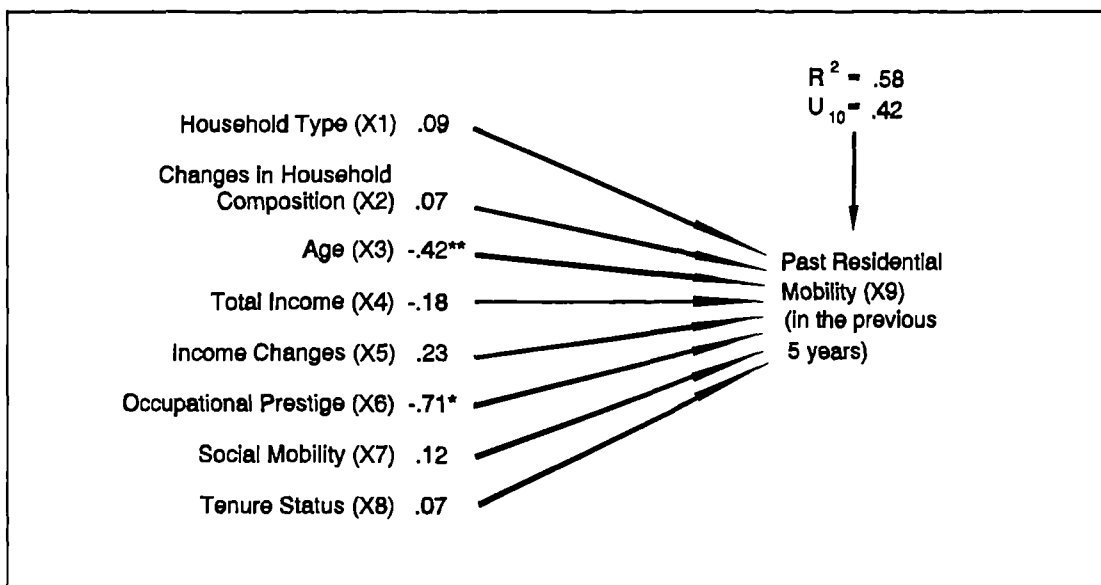 R² = .58
U₁₀ = .42
Household Type (X1) .09
Changes in Household
Composition (X2) .07
Age (X3) -.42**
Total Income (X4) -.18
Income Changes (X5) .23
Occupational Prestige (X6) -.71*
Social Mobility (X7) .12
Tenure Status (X8) .07
Past Residential
Mobility (X9)
(in the previous
5 years)